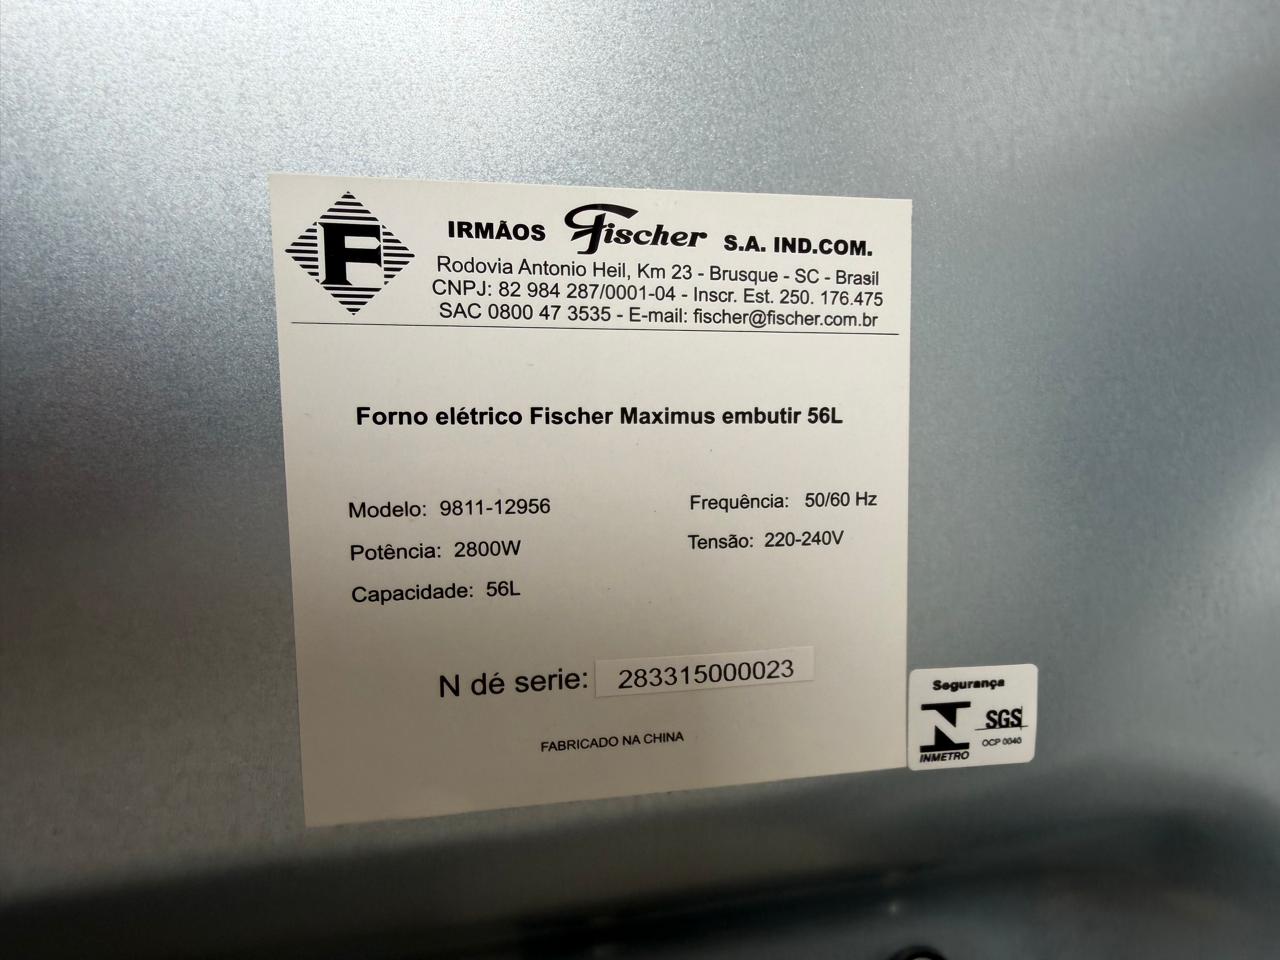 F
IRMÃOS Fischer S.A. IND.COM.
Rodovia Antonio Heil, Km 23 - Brusque - SC - Brasil
CNPJ: 82 984 287/0001-04 - Inscr. Est. 250. 176.475
SAC 0800 47 3535 - E-mail: fischer@fischer.com.br
Forno elétrico Fischer Maximus embutir 56L
Modelo: 9811-12956 Frequência: 50/60 Hz
Potência: 2800W Tensão: 220-240V
Capacidade: 56L
N dé serie: 283315000023
FABRICADO NA CHINA
Segurança
SGS
OCP 0040
INMETRO